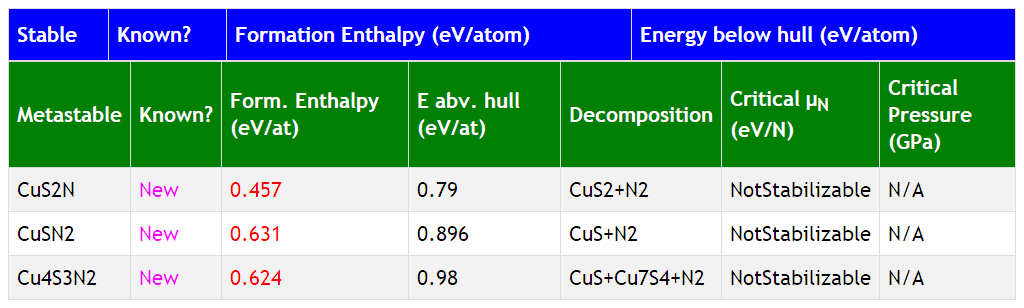 Stable Known? Formation Enthalpy (eV/atom) Energy below hull (eV/atom)
Metastable Known? Form. Enthalpy (eV/at) E abv. hull (eV/at) Decomposition Critical μN (eV/N) Critical Pressure (GPa)
CuS2N New 0.457 0.79 CuS2+N2 NotStabilizable N/A
CuSN2 New 0.631 0.896 CuS+N2 NotStabilizable N/A
Cu4S3N2 New 0.624 0.98 CuS+Cu7S4+N2 NotStabilizable N/A